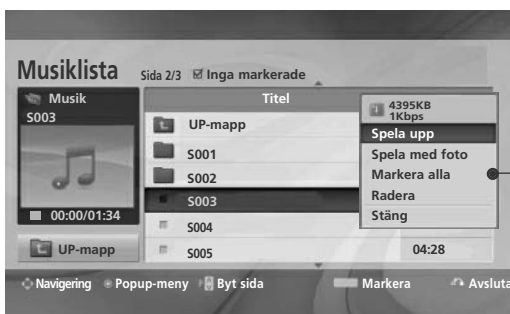 Musiklista Sida 2/3 Inga markerade
Musik
S003
00:00/01:34
UP-mapp
Titel
UP-mapp
S001
S002
S003
S004
S005 04:28
4395KB
1Kbps
Spela upp
Spela med foto
Markera alla
Radera
Stäng
Navigering Popup-meny Byt sida Markera Avsluta